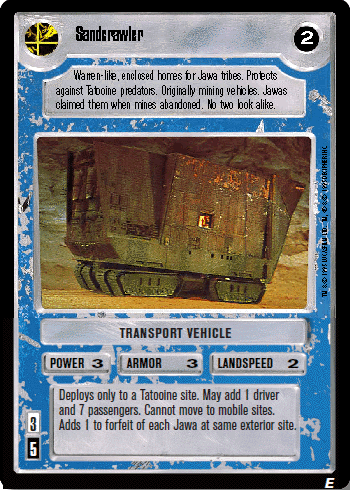 Sandcrawler
2
Warren-like, enclosed homes for Jawa tribes. Protects
against Tatooine predators. Originally mining vehicles. Jawas
claimed them when mines abandoned. No two look alike.
TRANSPORT VEHICLE
POWER 3 ARMOR 3 LANDSPEED 2
Deploys only to a Tatooine site. May add 1 driver
and 7 passengers. Cannot move to mobile sites.
Adds 1 to forfeit of each Jawa at same exterior site.
3
5
E